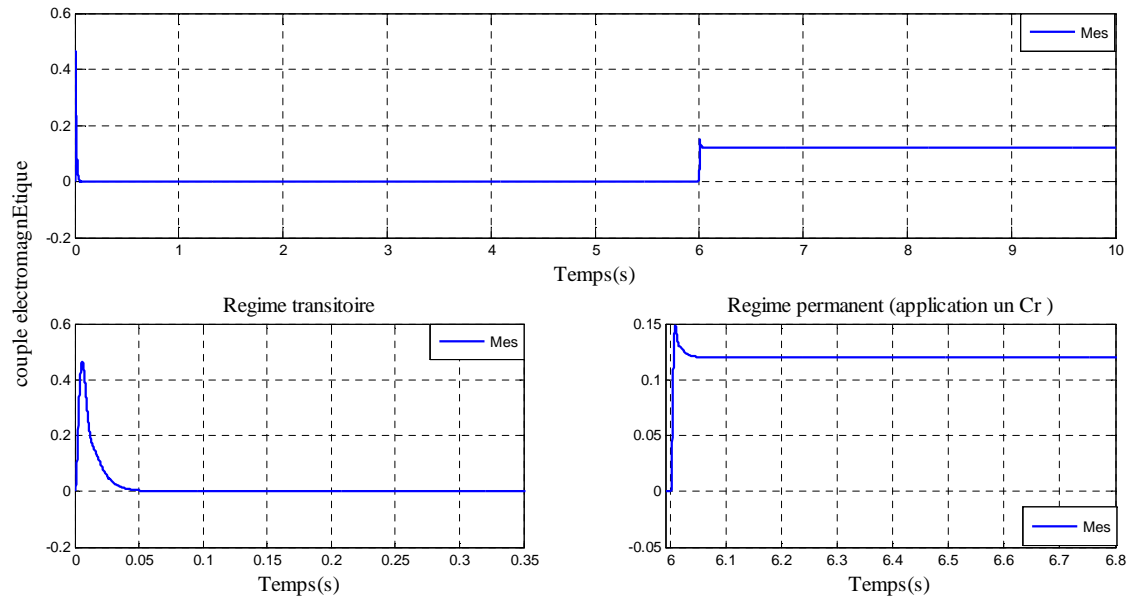 couple electromagnEtique
0.6
0.4
0.2
0
-0.2
Mes
0 1 2 3 4 5 6 7 8 9 10
Temps(s)
Regime transitoire
0.6
0.4
0.2
0
-0.2
Mes
0 0.05 0.1 0.15 0.2 0.25 0.3 0.35
Temps(s)
Regime permanent (application un Cr )
0.15
0.1
0.05
0
-0.05
Mes
6 6.1 6.2 6.3 6.4 6.5 6.6 6.7 6.8
Temps(s)